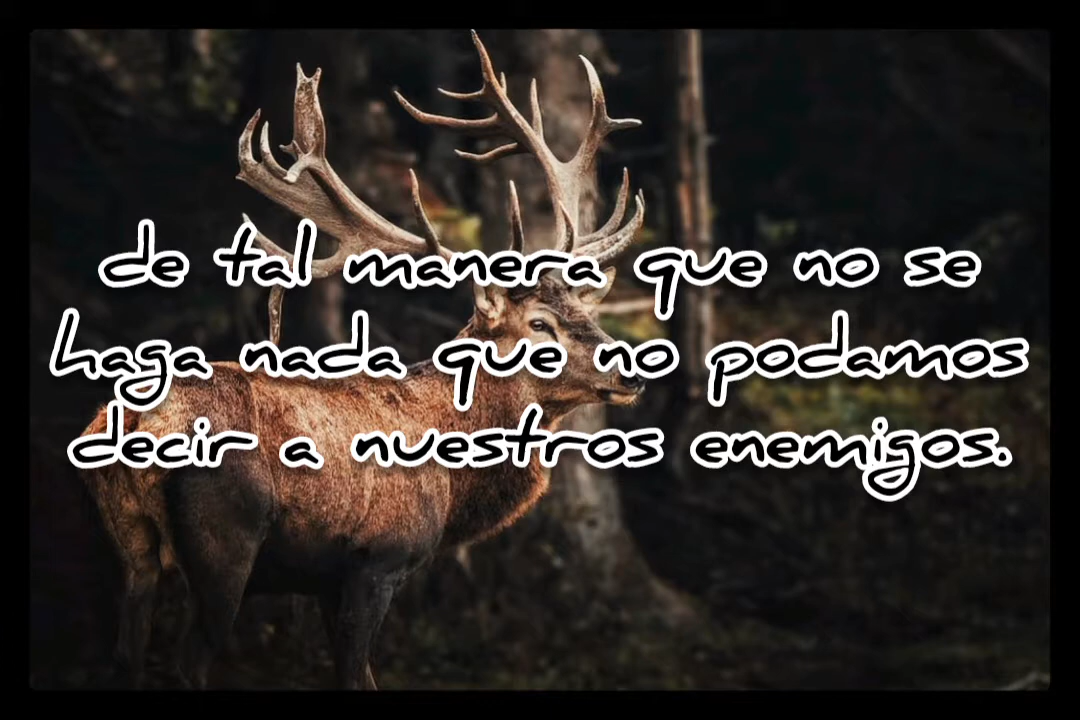 de tal manera que no se
haga nada que no podamos
decir a nuestros enemigos.